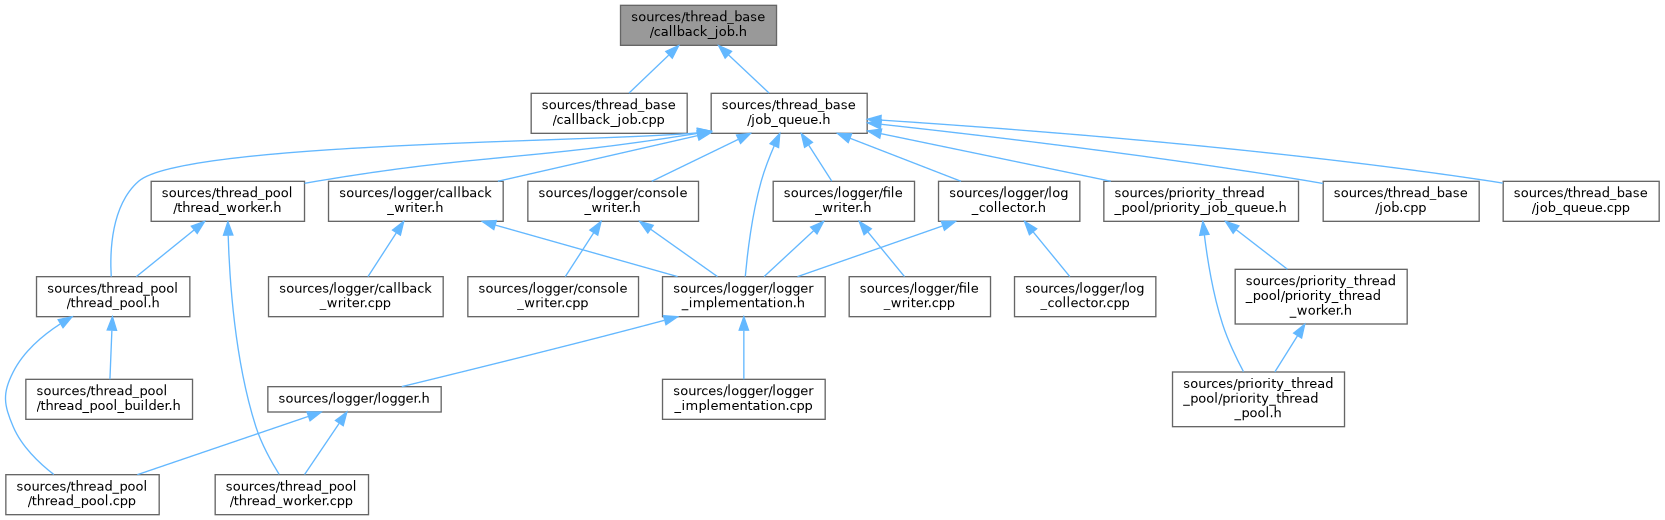 sources/thread_base
/callback_job.h
sources/thread_base
/callback_job.cpp
sources/thread_base
/job_queue.h
sources/thread_pool
/thread_worker.h
sources/logger/callback
_writer.h
sources/logger/console
_writer.h
sources/logger/file
_writer.h
sources/logger/log
_collector.h
sources/priority_thread
_pool/priority_job_queue.h
sources/thread_base
/job.cpp
sources/thread_base
/job_queue.cpp
sources/thread_pool
/thread_pool.h
sources/logger/callback
_writer.cpp
sources/logger/console
_writer.cpp
sources/logger/logger
_implementation.h
sources/logger/file
_writer.cpp
sources/logger/log
_collector.cpp
sources/priority_thread
_pool/priority_thread
_worker.h
sources/thread_pool
/thread_pool_builder.h
sources/logger/logger.h
sources/logger/logger
_implementation.cpp
sources/priority_thread
_pool/priority_thread
_pool.h
sources/thread_pool
/thread_pool.cpp
sources/thread_pool
/thread_worker.cpp